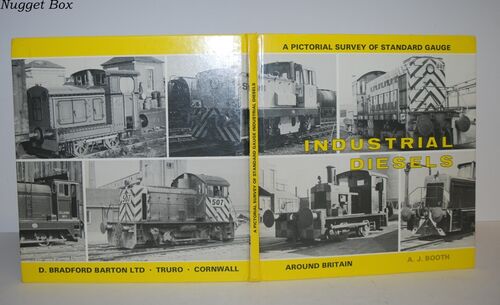 Nugget Box
A PICTORIAL SURVEY OF STANDARD GAUGE
INDUSTRIAL
DIESELS
AROUND BRITAIN
A. J. BOOTH
A PICTORIAL SURVEY OF STANDARD GAUGE INDUSTRIAL DIESELS
507
507
D. BRADFORD BARTON LTD · TRURO · CORNWALL